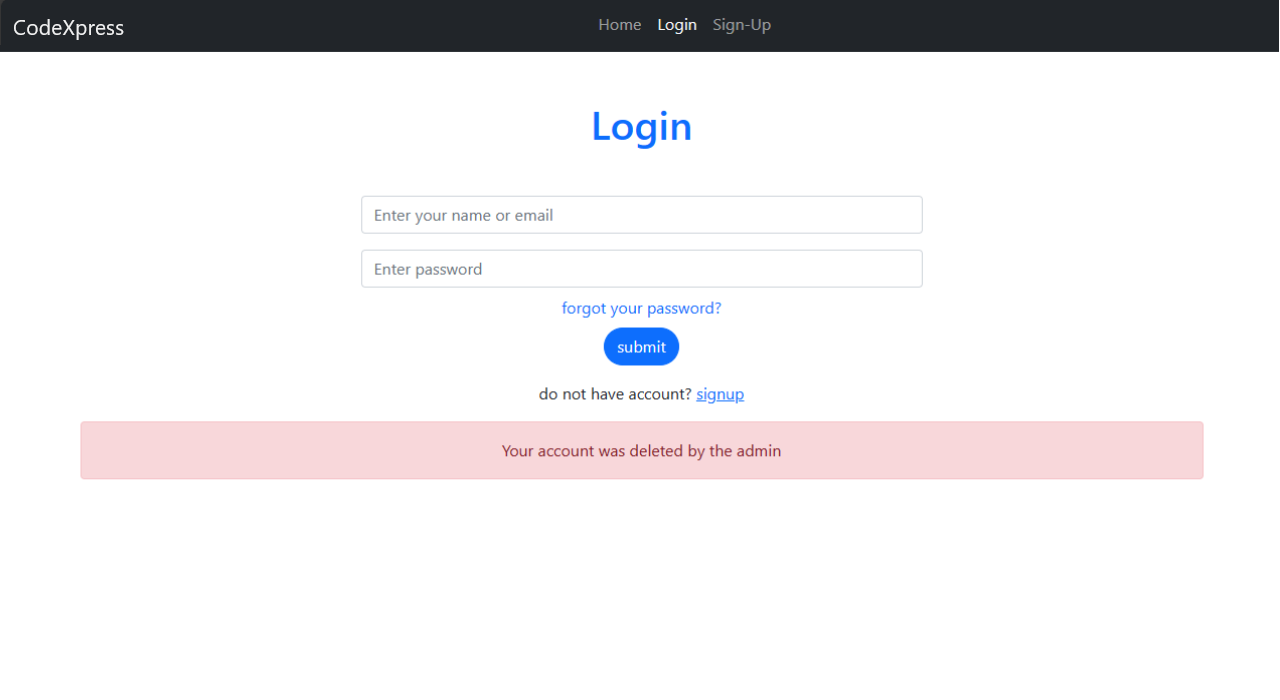 CodeXpress
Home Login Sign-Up
Login
Enter your name or email
Enter password
forgot your password?
submit
do not have account? signup
Your account was deleted by the admin